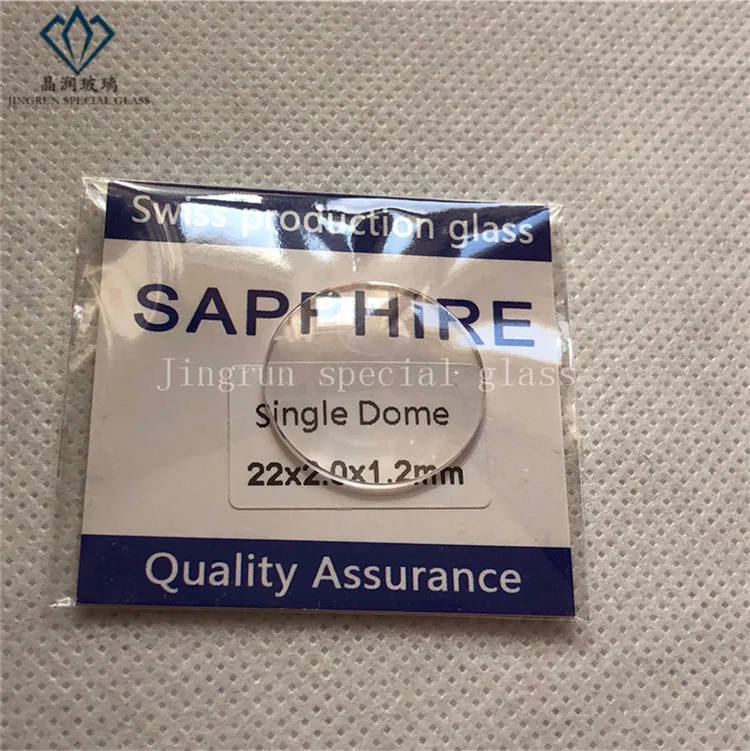 晶润玻璃
JINGRUN SPECIAL GLASS
Swiss production glass
SAPPHIRE
Jingrun special glass
Single Dome
22x2.0x1.2mm
Quality Assurance